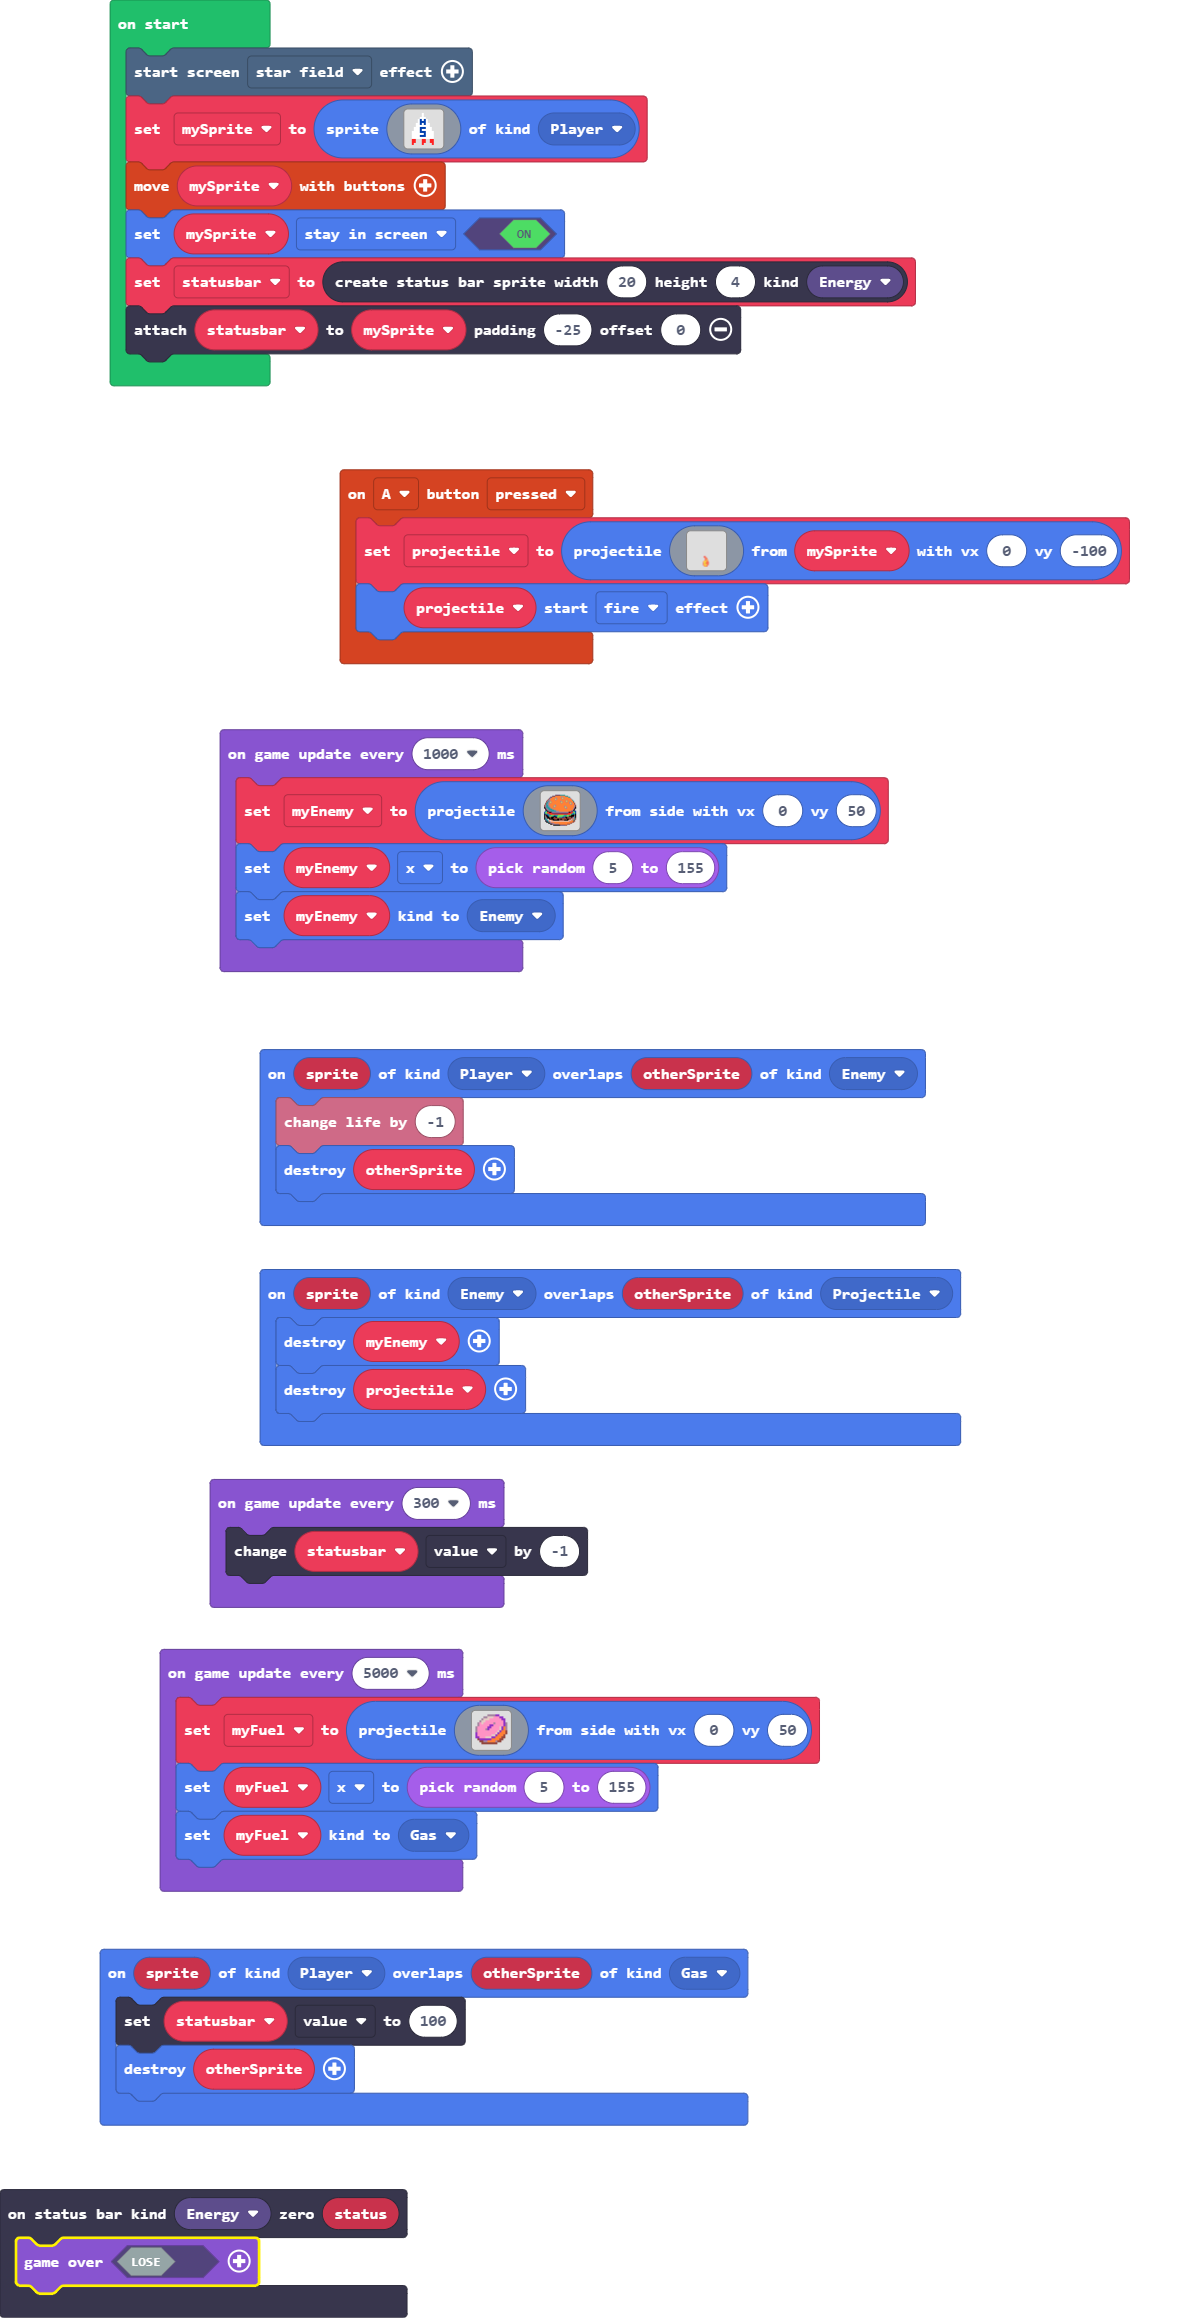 on start
start screen star field effect
set mySprite to sprite H S of kind Player
move mySprite with buttons
set mySprite stay in screen ON
set statusbar to create status bar sprite width 20 height 4 kind Energy
attach statusbar to mySprite padding -25 offset 0
on A button pressed
set projectile to projectile from mySprite with vx 0 vy -100
projectile start fire effect
on game update every 1000 ms
set myEnemy to projectile from side with vx 0 vy 50
set myEnemy x to pick random 5 to 155
set myEnemy kind to Enemy
on sprite of kind Player overlaps otherSprite of kind Enemy
change life by -1
destroy otherSprite
on sprite of kind Enemy overlaps otherSprite of kind Projectile
destroy myEnemy
destroy projectile
on game update every 300 ms
change statusbar value by -1
on game update every 5000 ms
set myFuel to projectile from side with vx 0 vy 50
set myFuel x to pick random 5 to 155
set myFuel kind to Gas
on sprite of kind Player overlaps otherSprite of kind Gas
set statusbar value to 100
destroy otherSprite
on status bar kind Energy zero status
game over LOSE